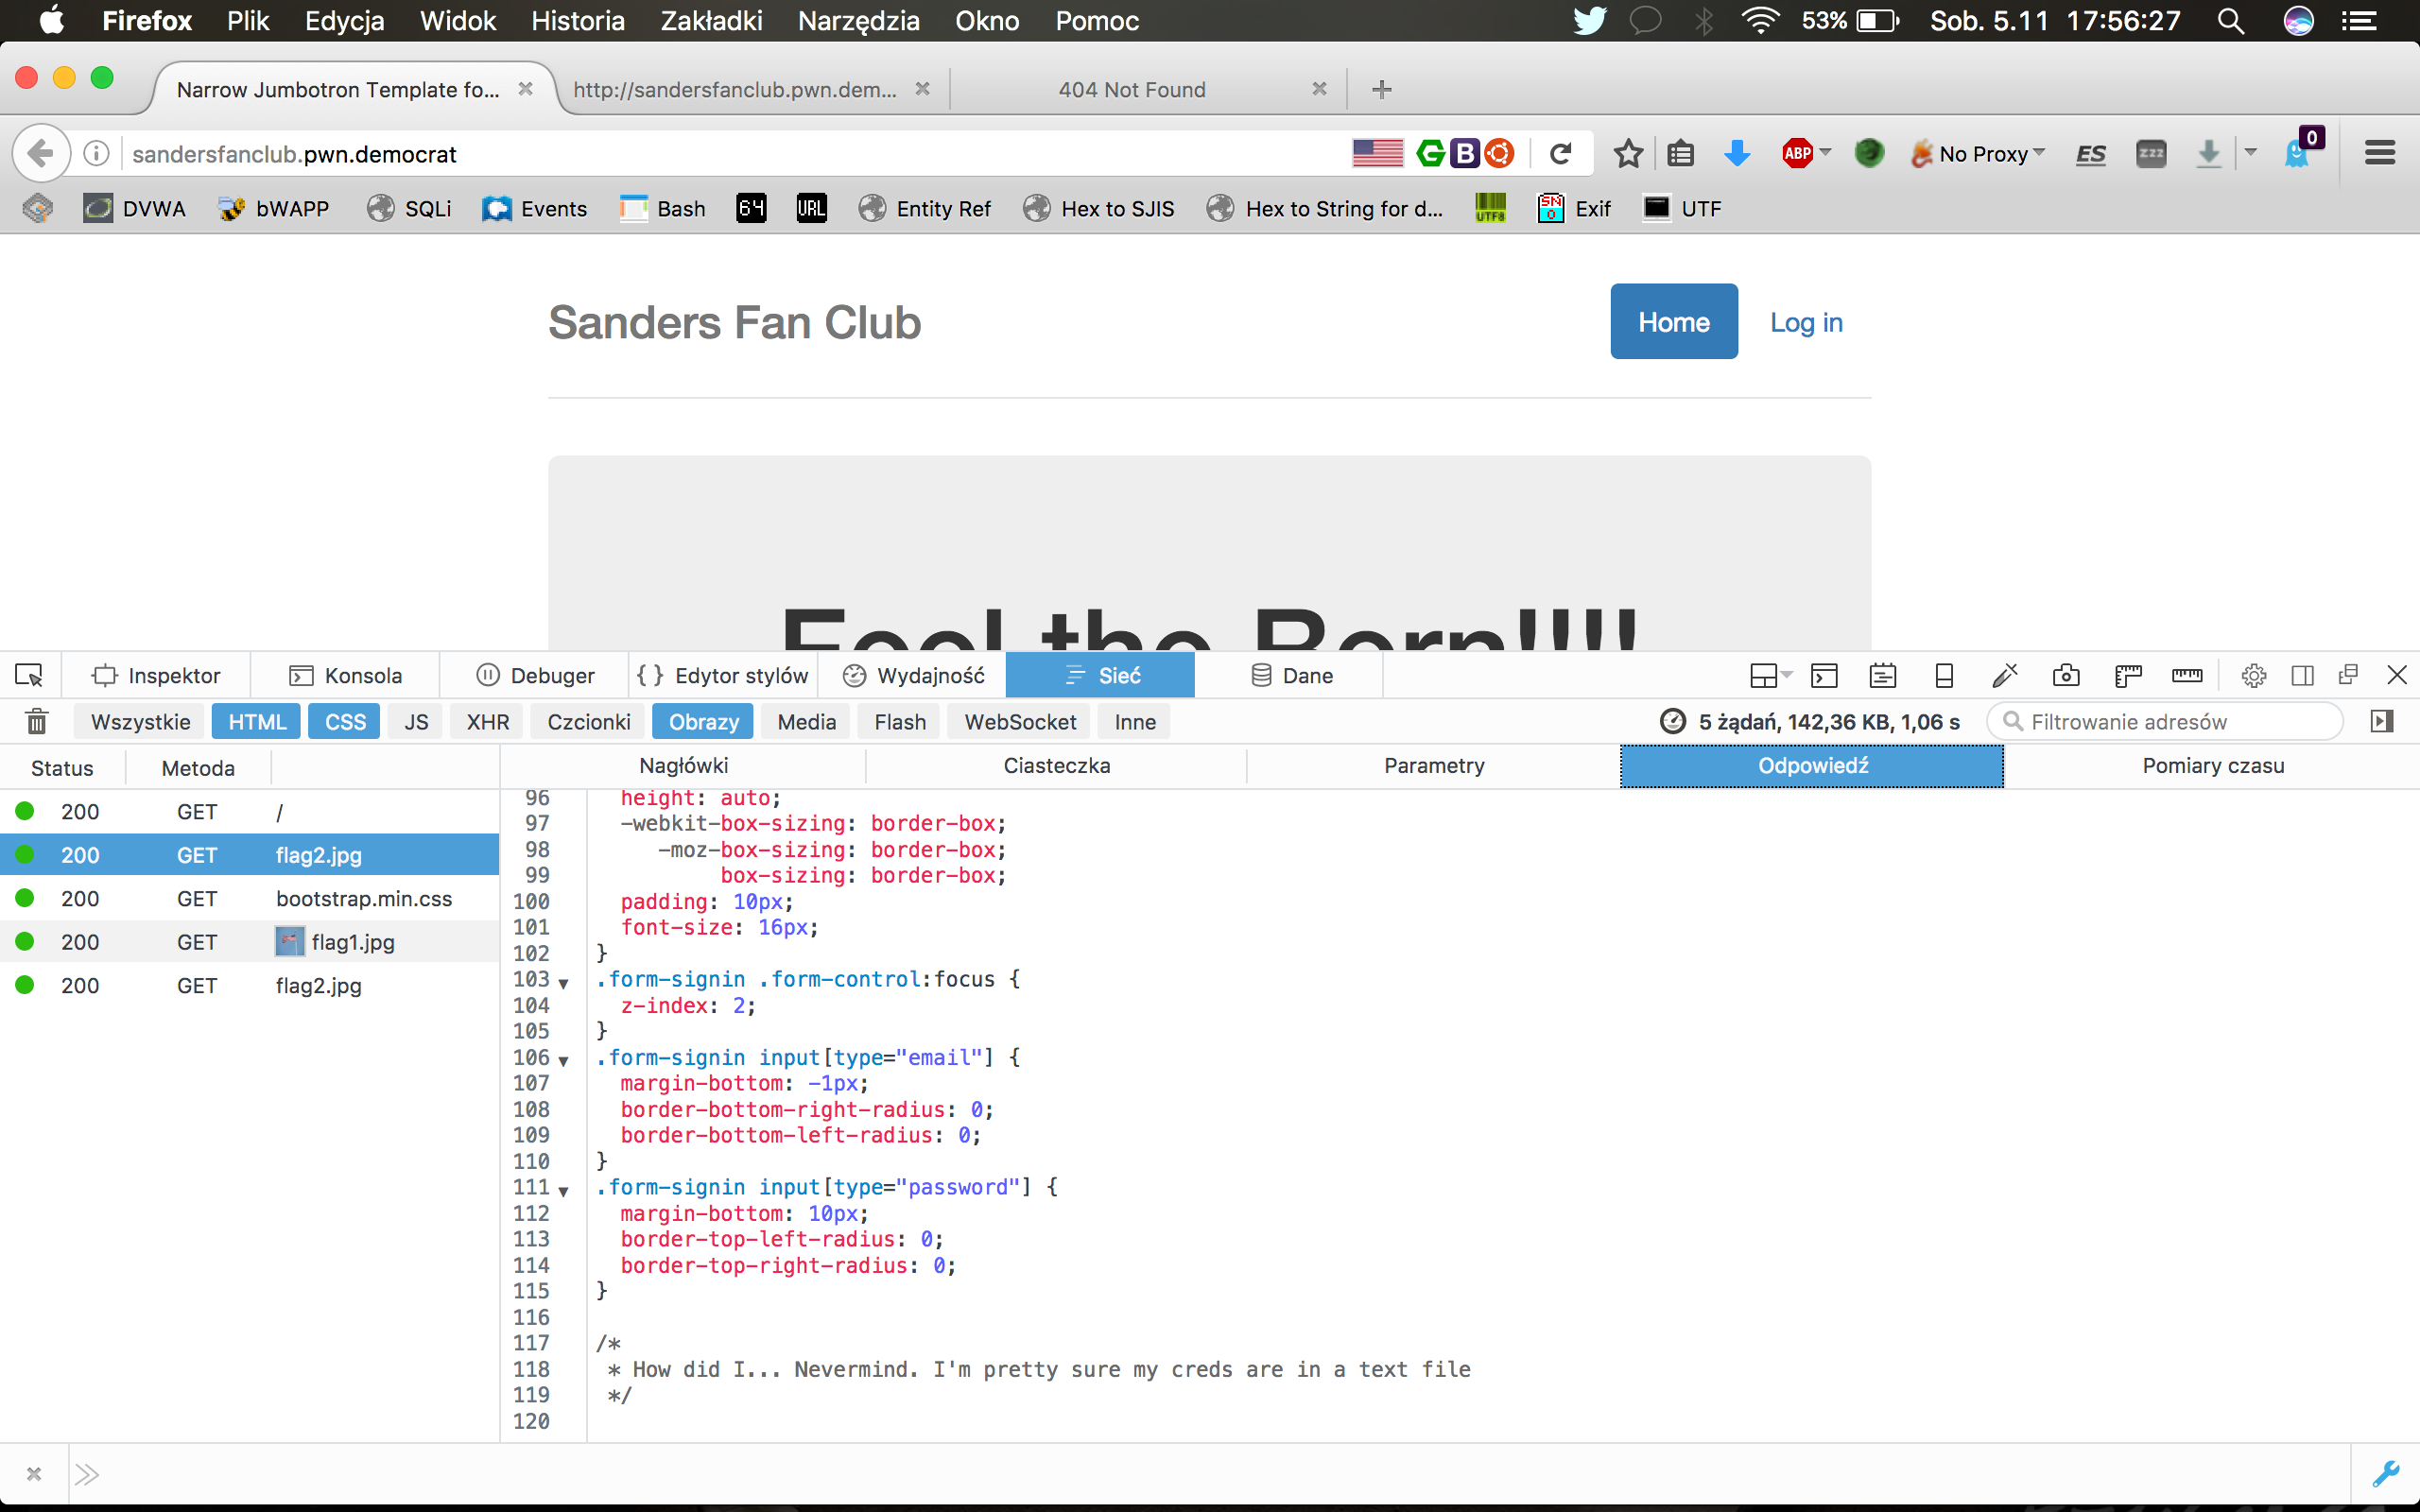 Firefox Plik Edycja Widok Historia Zakładki Narzędzia Okno Pomoc 53% Sob. 5.11 17:56:27
Narrow Jumbotron Template fo... http://sandersfanclub.pwn.dem... 404 Not Found
sandersfanclub.pwn.democrat G B ABP No Proxy ES zzz 0
DVWA bWAPP SQLi Events Bash 64 URL Entity Ref Hex to SJIS Hex to String for d... UTF8 SN 0 Exif UTF
Sanders Fan Club Home Log in
Feel the Bern!!!!
Inspektor Konsola Debuger Edytor stylów Wydajność Sieć Dane
Wszystkie HTML CSS JS XHR Czcionki Obrazy Media Flash WebSocket Inne 5 żądań, 142,36 KB, 1,06 s Filtrowanie adresów
Status Metoda Nagłówki Ciasteczka Parametry Odpowiedź Pomiary czasu
200 GET /
200 GET flag2.jpg
200 GET bootstrap.min.css
200 GET flag1.jpg
200 GET flag2.jpg
96 height: auto;
97 -webkit-box-sizing: border-box;
98 -moz-box-sizing: border-box;
99 box-sizing: border-box;
100 padding: 10px;
101 font-size: 16px;
102 }
103 .form-signin .form-control:focus {
104 z-index: 2;
105 }
106 .form-signin input[type="email"] {
107 margin-bottom: -1px;
108 border-bottom-right-radius: 0;
109 border-bottom-left-radius: 0;
110 }
111 .form-signin input[type="password"] {
112 margin-bottom: 10px;
113 border-top-left-radius: 0;
114 border-top-right-radius: 0;
115 }
116
117 /*
118 * How did I... Nevermind. I'm pretty sure my creds are in a text file
119 */
120